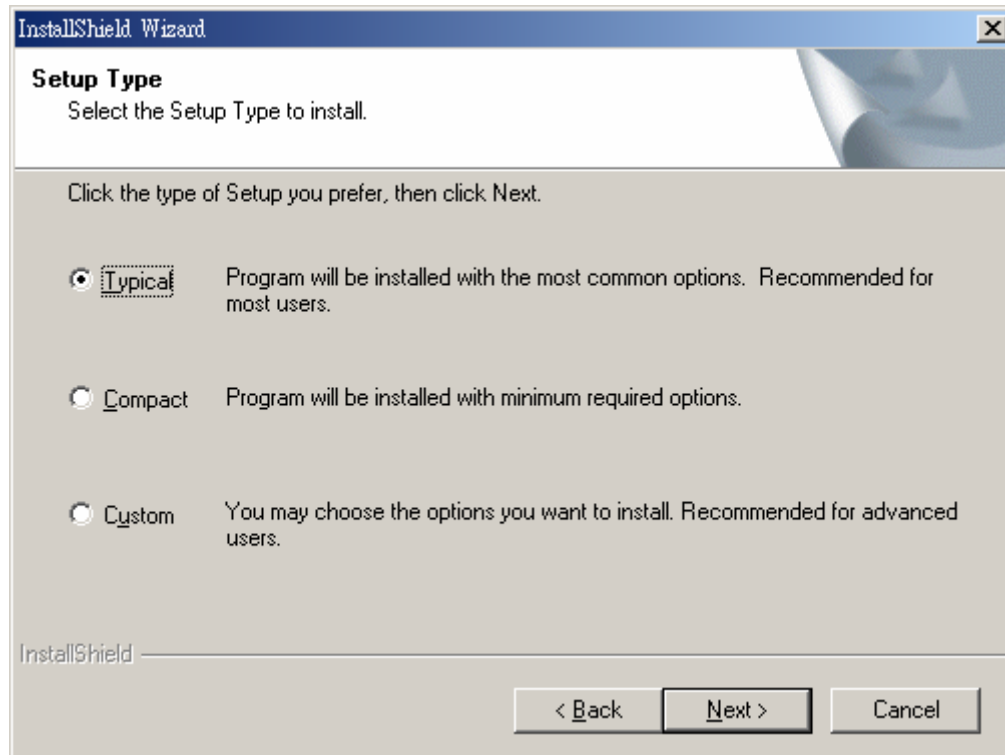 InstallShield Wizard
Setup Type
Select the Setup Type to install.
Click the type of Setup you prefer, then click Next.
Typical
Program will be installed with the most common options.  Recommended for
most users.
Compact
Program will be installed with minimum required options.
Custom
You may choose the options you want to install. Recommended for advanced
users.
InstallShield
< Back
Next >
Cancel